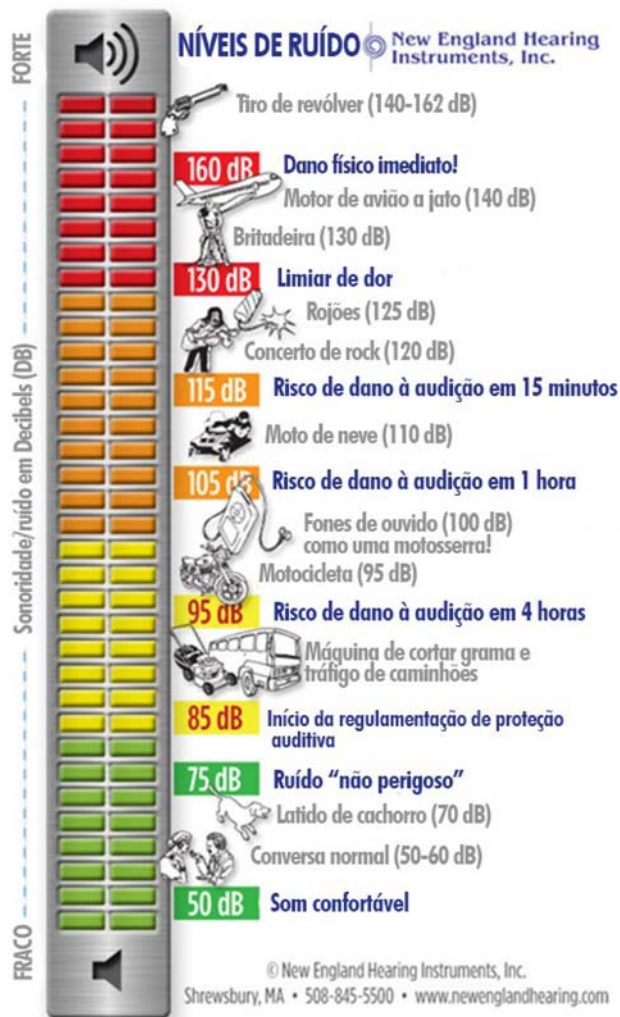 FORTE
NÍVEIS DE RUÍDO
New England Hearing
Instruments, Inc.
Tiro de revólver (140-162 dB)
160 dB Dano físico imediato!
Motor de avião a jato (140 dB)
Britadeira (130 dB)
130 dB Limiar de dor
Rojões (125 dB)
Concerto de rock (120 dB)
115 dB Risco de dano à audição em 15 minutos
Moto de neve (110 dB)
105 dB Risco de dano à audição em 1 hora
Fones de ouvido (100 dB)
como uma motosserra!
Motocicleta (95 dB)
95 dB Risco de dano à audição em 4 horas
Máquina de cortar grama e
tráfigo de caminhões
85 dB Início da regulamentação de proteção
auditiva
75 dB Ruído “não perigoso”
Latido de cachorro (70 dB)
Conversa normal (50-60 dB)
50 dB Som confortável
Sonoridade/ruído em Decibels (DB)
FRACO
© New England Hearing Instruments, Inc.
Shrewsbury, MA • 508-845-5500 • www.newenglandhearing.com